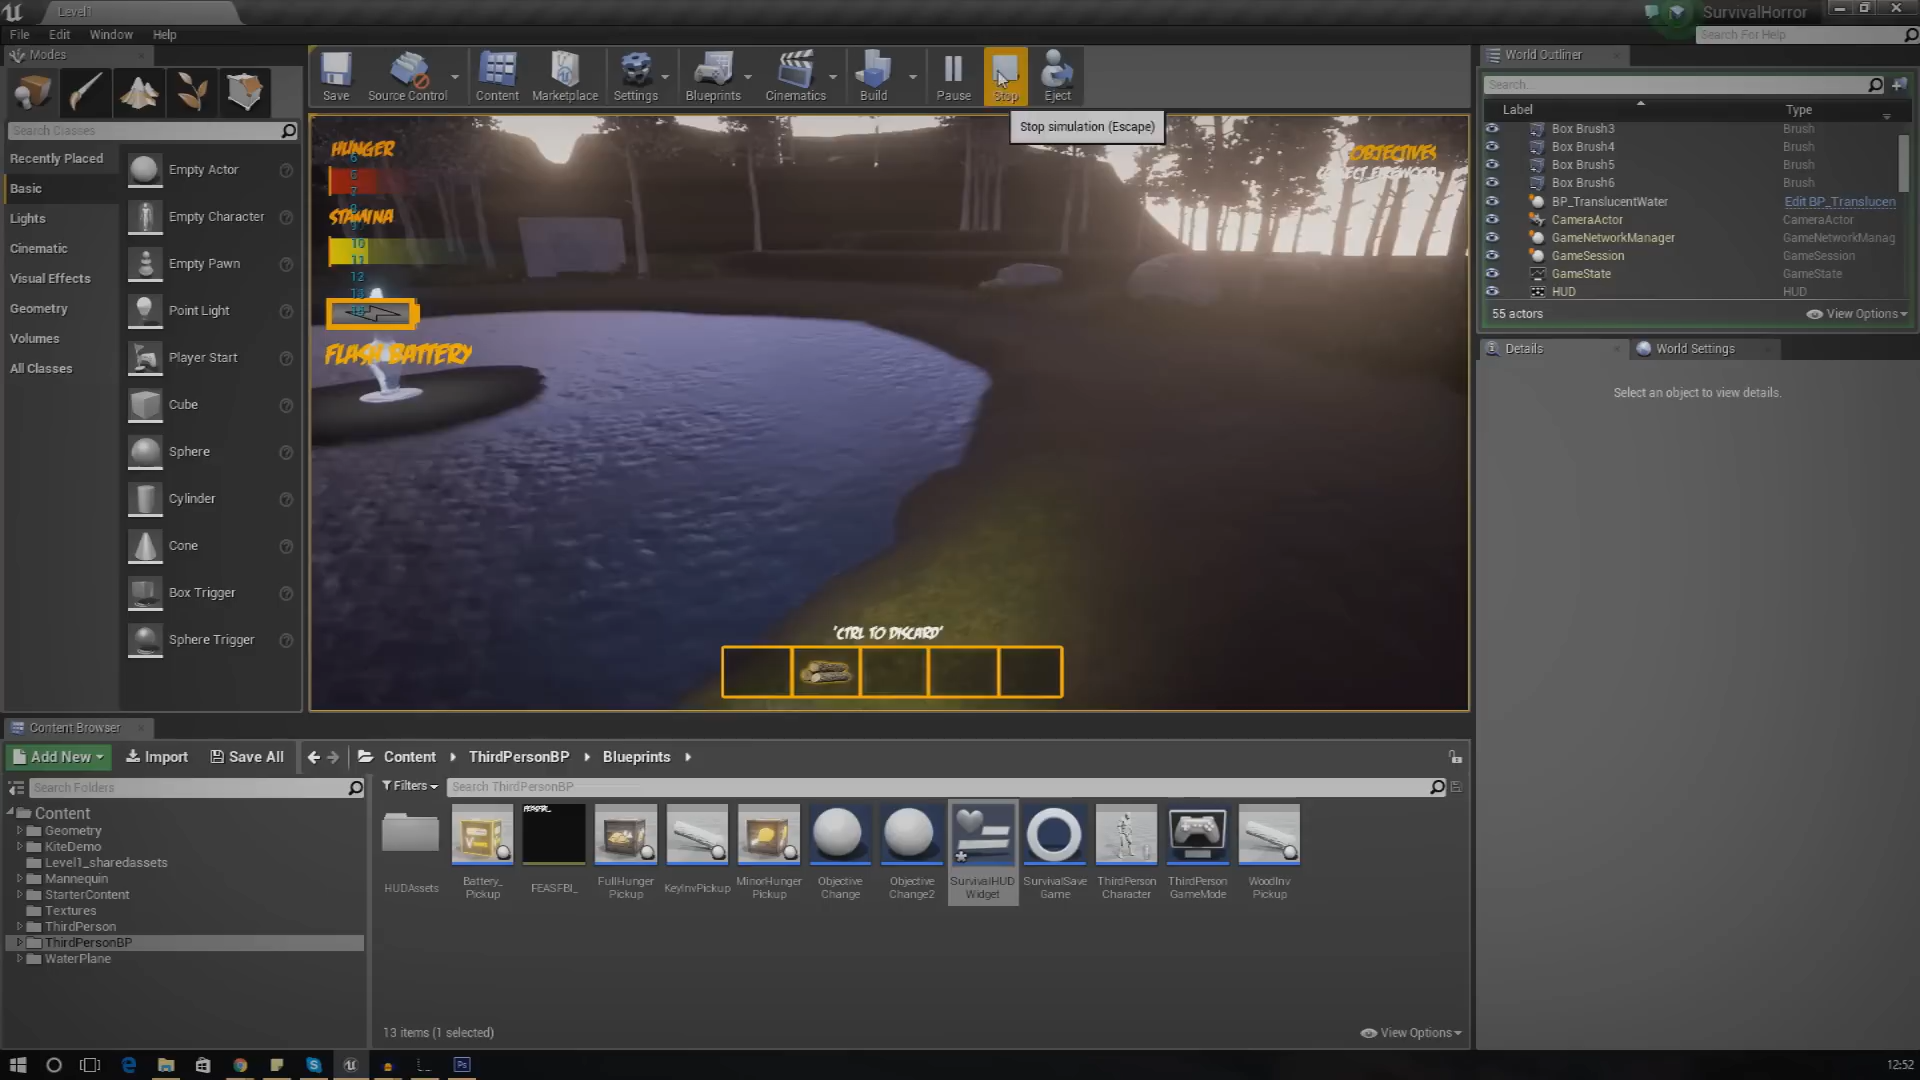 Level1
SurvivalHorror
File Edit Window Help
Search For Help
Modes
Search Classes
Recently Placed
Basic
Lights
Cinematic
Visual Effects
Geometry
Volumes
All Classes
Empty Actor
Empty Character
Empty Pawn
Point Light
Player Start
Cube
Sphere
Cylinder
Cone
Box Trigger
Sphere Trigger
Save
Source Control
Content
Marketplace
Settings
Blueprints
Cinematics
Build
Pause
Stop
Eject
Stop simulation (Escape)
HUNGER
STAMINA
10
11
12
FLASH BATTERY
OBJECTIVES
COLLECT FIREWOOD
'CTRL TO DISCARD'
World Outliner
Search...
Label Type
Box Brush3 Brush
Box Brush4 Brush
Box Brush5 Brush
Box Brush6 Brush
BP_TranslucentWater Edit BP_Translucen
CameraActor CameraActor
GameNetworkManager GameNetworkManag
GameSession GameSession
GameState GameState
HUD HUD
55 actors View Options
Details World Settings
Select an object to view details.
Content Browser
Add New Import Save All Content ThirdPersonBP Blueprints
Search Folders
Filters Search ThirdPersonBP
Content
Geometry
KiteDemo
Level1_sharedassets
Mannequin
StarterContent
Textures
ThirdPerson
ThirdPersonBP
WaterPlane
HUDAssets
Battery_
Pickup
FEASFBI_
FullHunger
Pickup
KeyInvPickup
MinorHunger
Pickup
Objective
Change
Objective
Change2
SurvivalHUD
Widget
SurvivalSave
Game
ThirdPerson
Character
ThirdPerson
GameMode
WoodInv
Pickup
13 items (1 selected) View Options
12:52